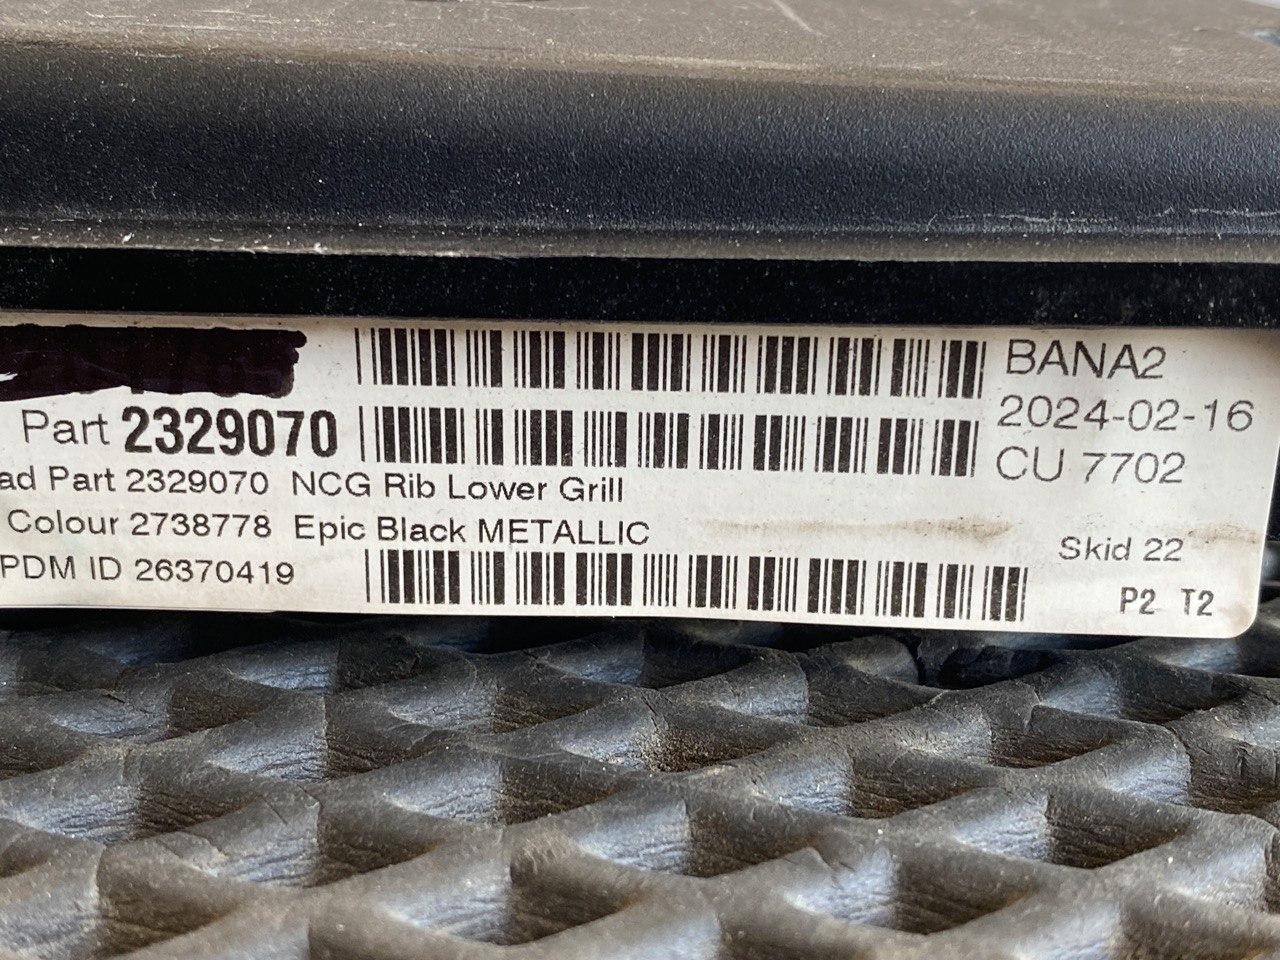 BANA2
Part 2329070
2024-02-16
CU 7702
ad Part 2329070 NCG Rib Lower Grill
Colour 2738778 Epic Black METALLIC
Skid 22
PDM ID 26370419
P2 T2